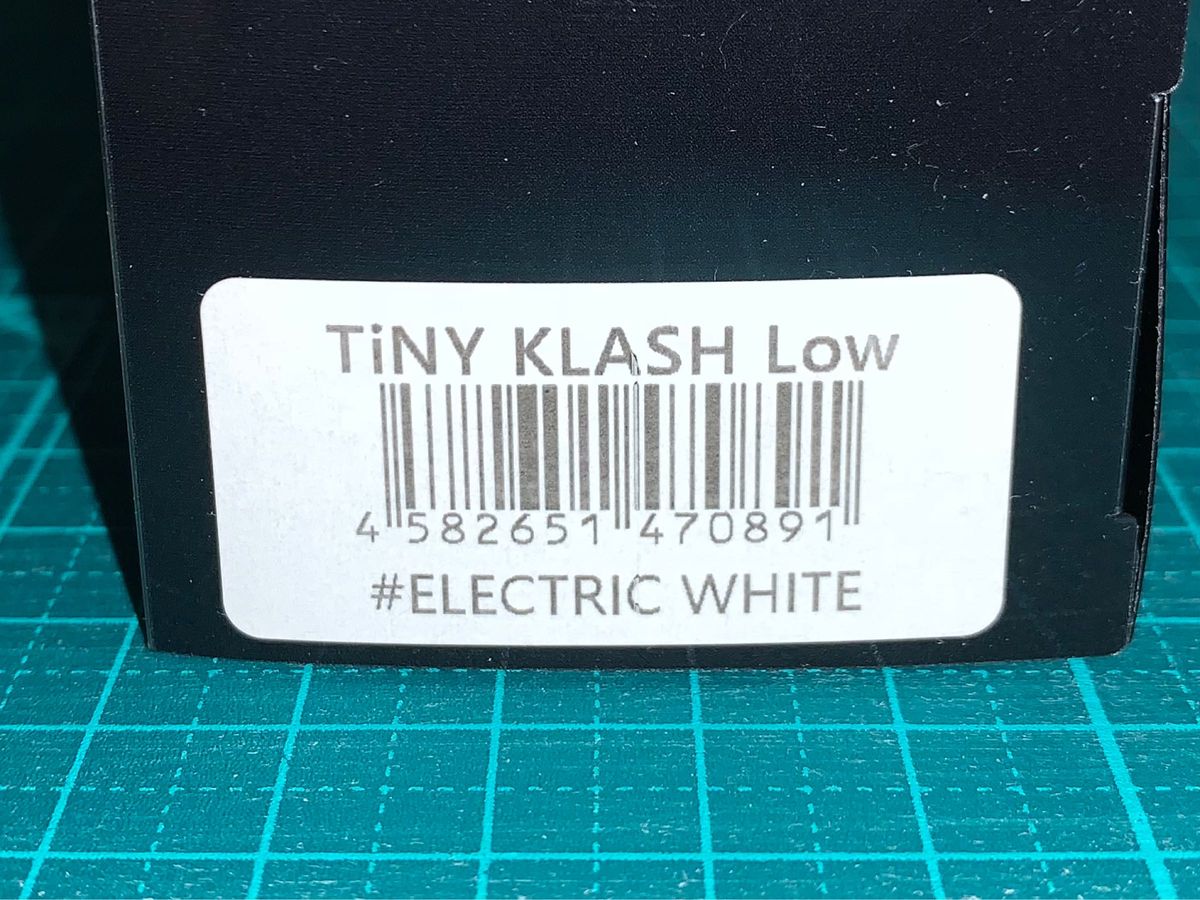 TiNY KLASH Low
4 582651 470891
#ELECTRIC WHITE